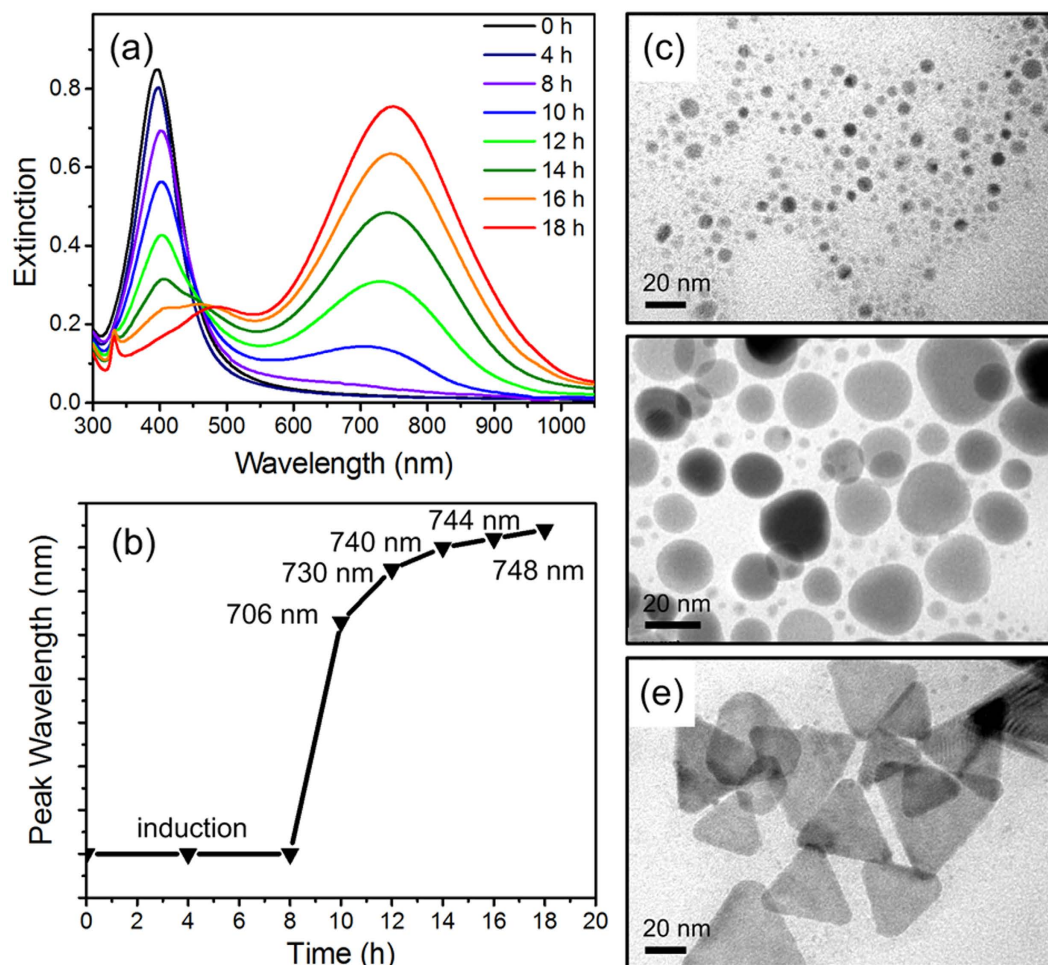 (a)
0 h
4 h
8 h
10 h
12 h
14 h
16 h
18 h
0.8
0.6
0.4
0.2
0.0
Extinction
300 400 500 600 700 800 900 1000
Wavelength (nm)
(b)
744 nm
740 nm
748 nm
730 nm
706 nm
induction
Peak Wavelength (nm)
0 2 4 6 8 10 12 14 16 18 20
Time (h)
(c)
20 nm
20 nm
(e)
20 nm